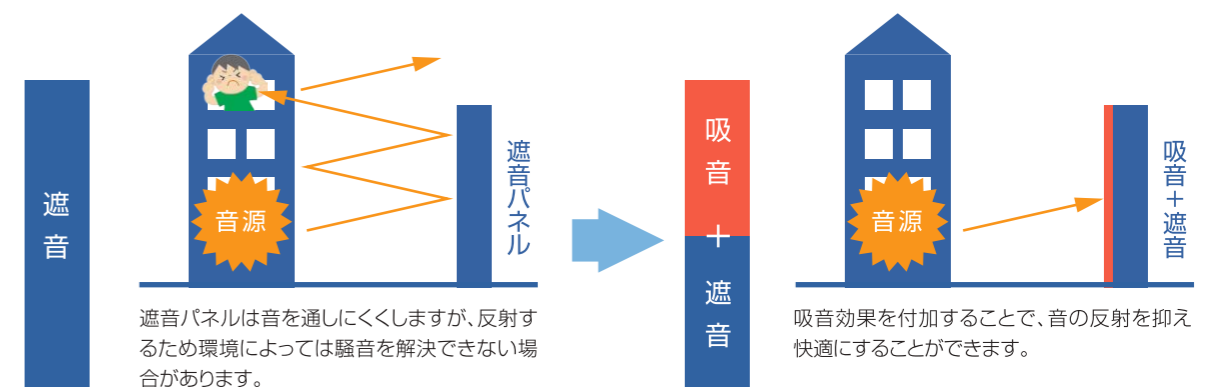 遮音
音源
遮音パネル
遮音パネルは音を通しにくくしますが、反射す
るため環境によっては騒音を解決できない場
合があります。
吸音＋遮音
音源
吸音＋遮音
吸音効果を付加することで、音の反射を抑え
快適にすることができます。